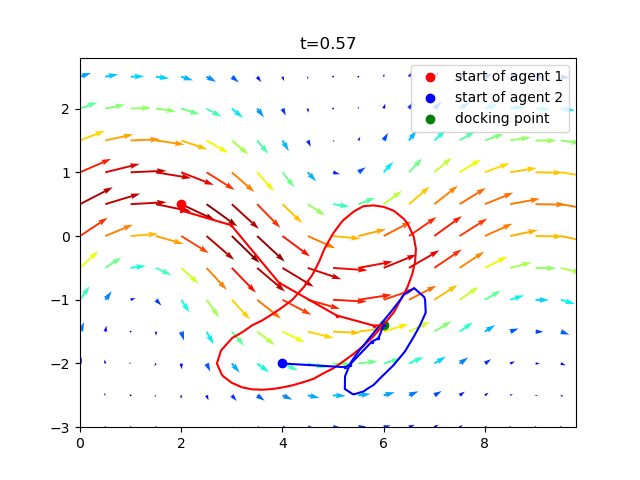 t=0.57
start of agent 1
start of agent 2
docking point
2
1
0
−1
−2
−3
0 2 4 6 8